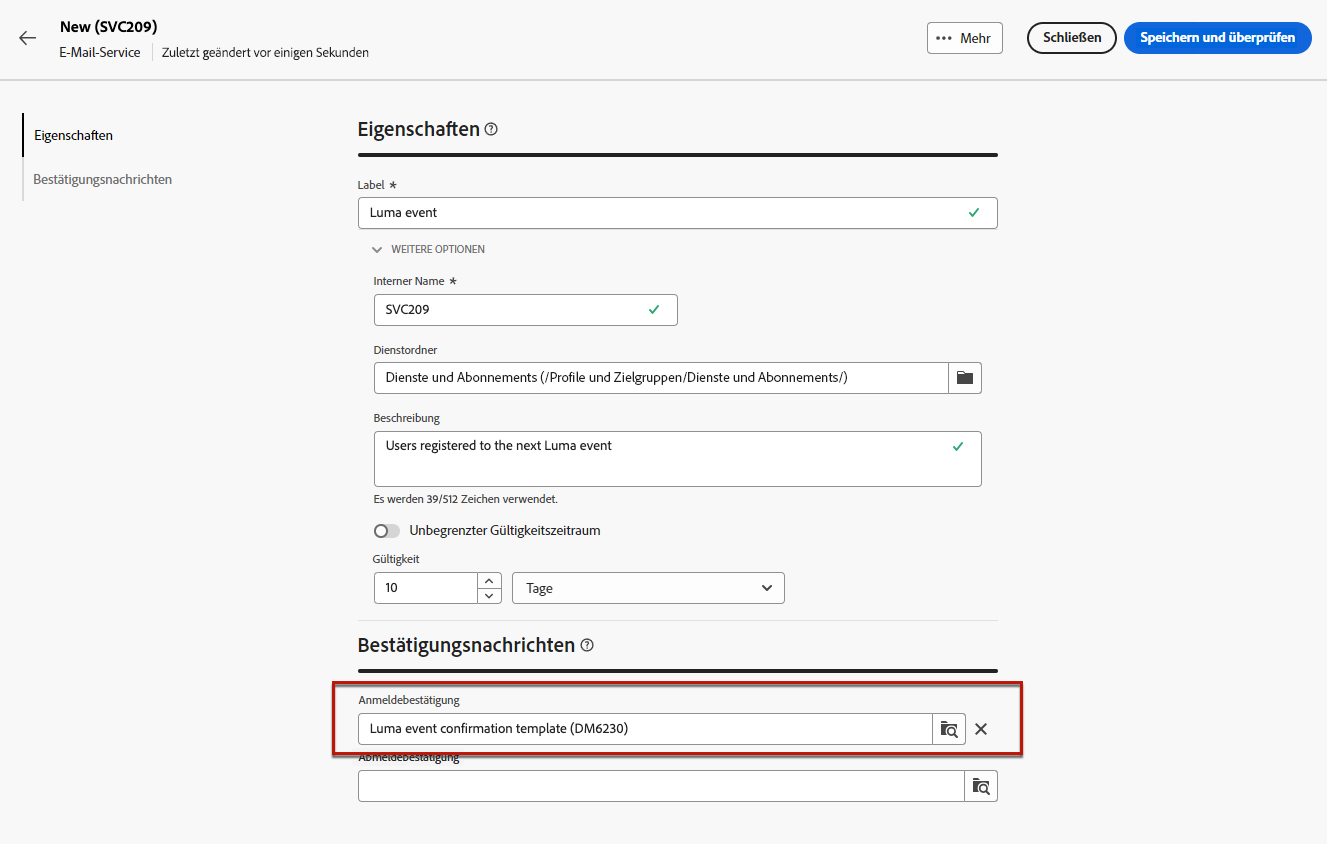 New (SVC209)
E-Mail-Service Zuletzt geändert vor einigen Sekunden
Mehr
Schließen
Speichern und überprüfen
Eigenschaften
Bestätigungsnachrichten
Eigenschaften
Label *
Luma event
WEITERE OPTIONEN
Interner Name *
SVC209
Dienstordner
Dienste und Abonnements (/Profile und Zielgruppen/Dienste und Abonnements/)
Beschreibung
Users registered to the next Luma event
Es werden 39/512 Zeichen verwendet.
Unbegrenzter Gültigkeitszeitraum
Gültigkeit
10
Tage
Bestätigungsnachrichten
Anmeldebestätigung
Luma event confirmation template (DM6230)
Abmeldebestätigung